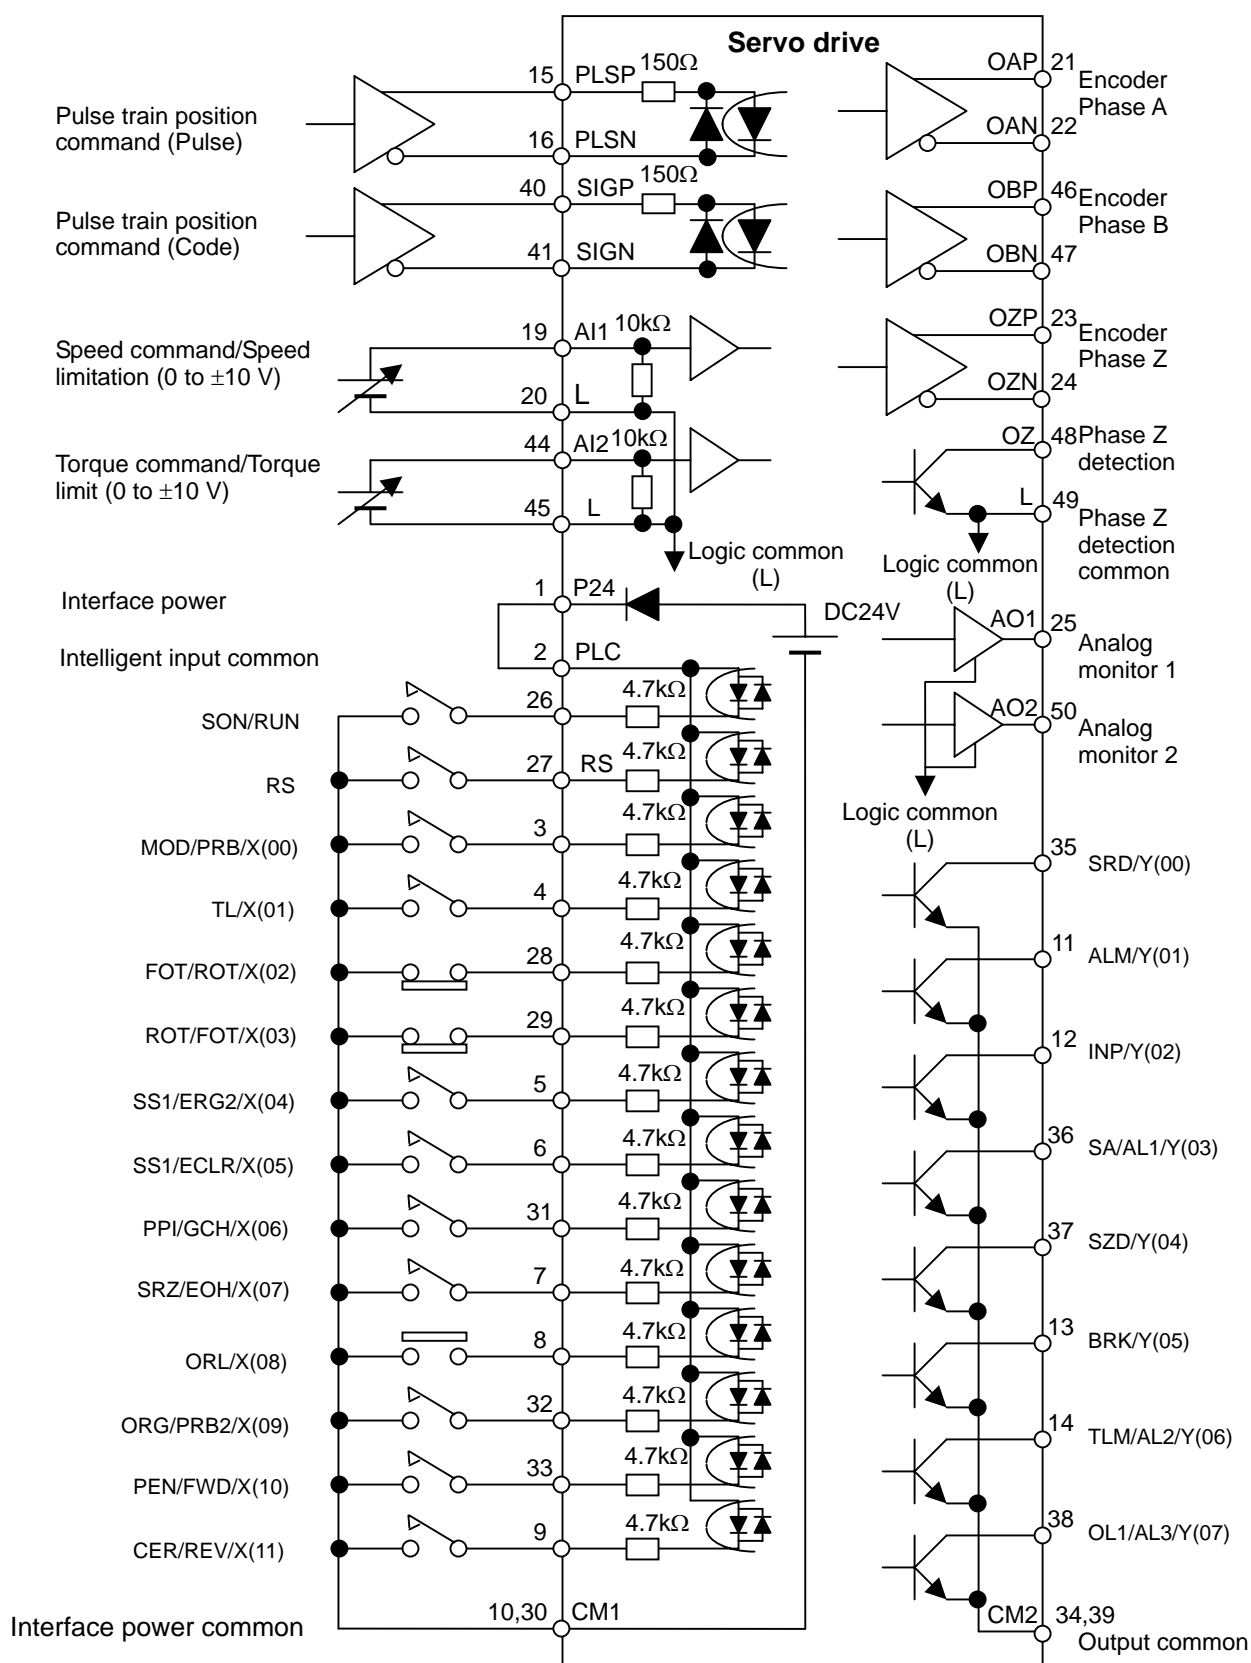 Servo drive
Pulse train position
command (Pulse)
15
PLSP
150Ω
16
PLSN
Pulse train position
command (Code)
40
SIGP
150Ω
41
SIGN
Speed command/Speed
limitation (0 to ±10 V)
19
AI1
10kΩ
20
L
Torque command/Torque
limit (0 to ±10 V)
44
AI2
10kΩ
45
L
Logic common
(L)
Interface power
1
P24
DC24V
Intelligent input common
2
PLC
SON/RUN
26
4.7kΩ
RS
27
RS
4.7kΩ
MOD/PRB/X(00)
3
4.7kΩ
TL/X(01)
4
4.7kΩ
FOT/ROT/X(02)
28
4.7kΩ
ROT/FOT/X(03)
29
4.7kΩ
SS1/ERG2/X(04)
5
4.7kΩ
SS1/ECLR/X(05)
6
4.7kΩ
PPI/GCH/X(06)
31
4.7kΩ
SRZ/EOH/X(07)
7
4.7kΩ
ORL/X(08)
8
4.7kΩ
ORG/PRB2/X(09)
32
4.7kΩ
PEN/FWD/X(10)
33
4.7kΩ
CER/REV/X(11)
9
4.7kΩ
Interface power common
10,30
CM1
OAP
21
Encoder
Phase A
OAN
22
OBP
46
Encoder
Phase B
OBN
47
OZP
23
Encoder
Phase Z
OZN
24
OZ
48
Phase Z
detection
L
49
Phase Z
detection
common
Logic common
(L)
AO1
25
Analog
monitor 1
AO2
50
Analog
monitor 2
Logic common
(L)
35
SRD/Y(00)
11
ALM/Y(01)
12
INP/Y(02)
36
SA/AL1/Y(03)
37
SZD/Y(04)
13
BRK/Y(05)
14
TLM/AL2/Y(06)
38
OL1/AL3/Y(07)
CM2
34,39
Output common